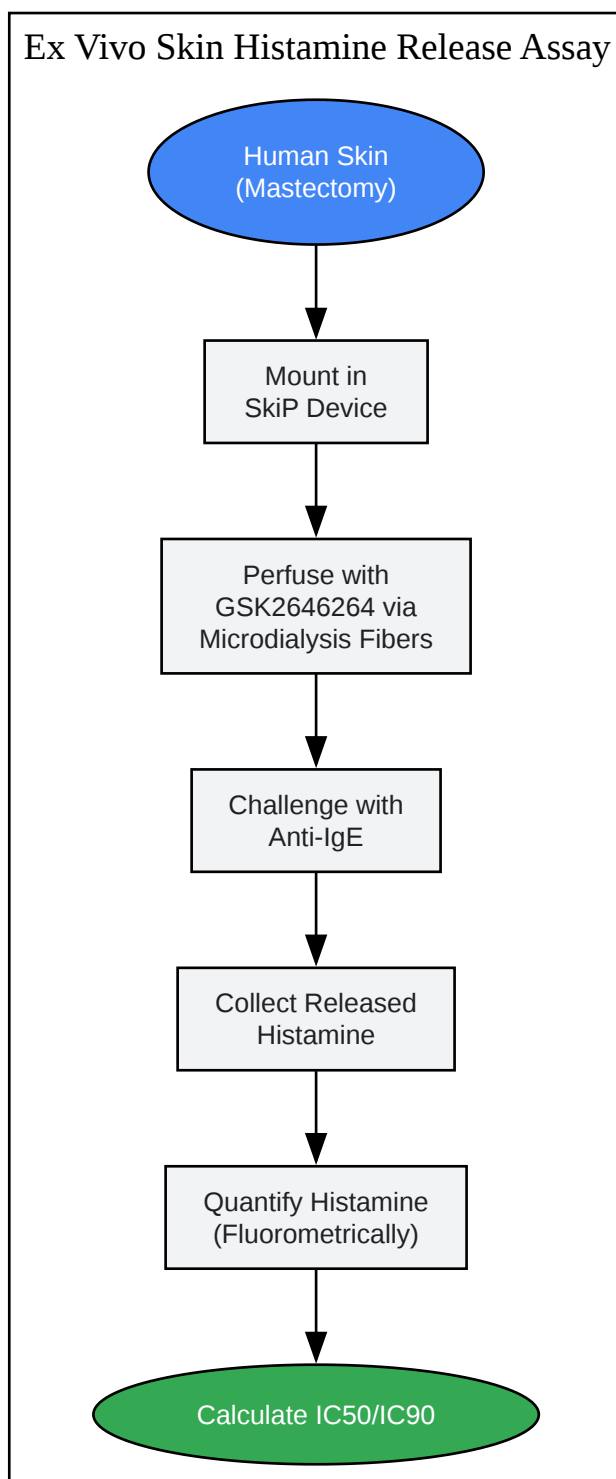 Ex Vivo Skin Histamine Release Assay
Human Skin
(Mastectomy)
Mount in
SkiP Device
Perfuse with
GSK2646264 via
Microdialysis Fibers
Challenge with
Anti-IgE
Collect Released
Histamine
Quantify Histamine
(Fluorometrically)
Calculate IC50/IC90